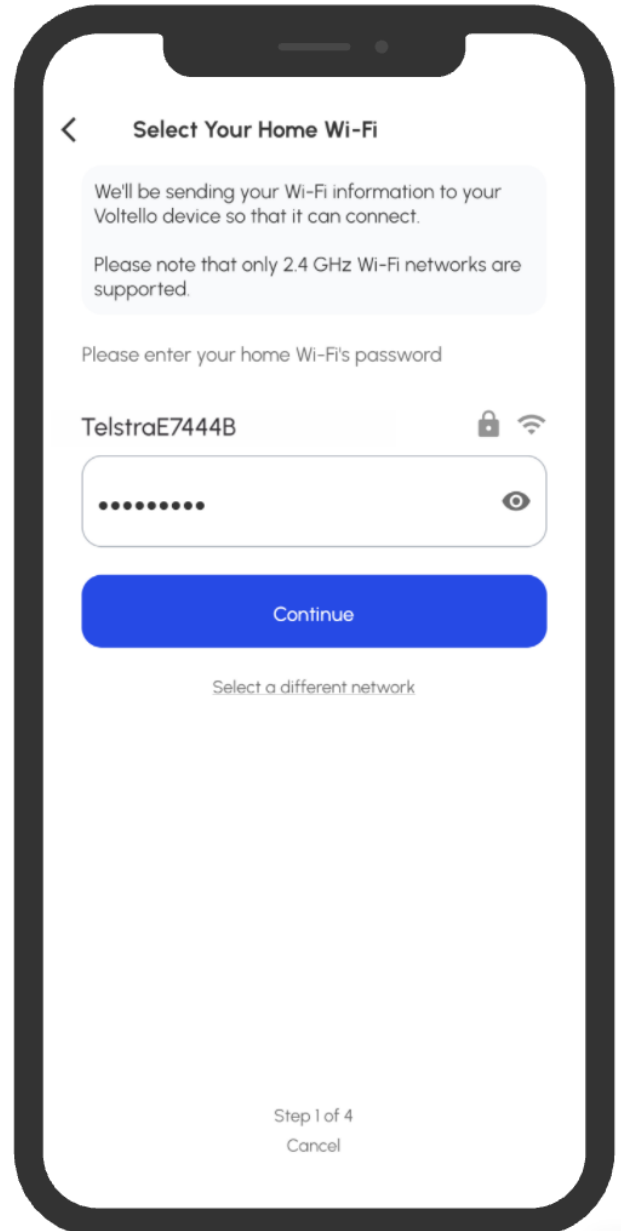 Select Your Home Wi-Fi
We'll be sending your Wi-Fi information to your
Voltello device so that it can connect.
Please note that only 2.4 GHz Wi-Fi networks are
supported.
Please enter your home Wi-Fi's password
TelstraE7444B
•••••••••
Continue
Select a different network
Step 1 of 4
Cancel